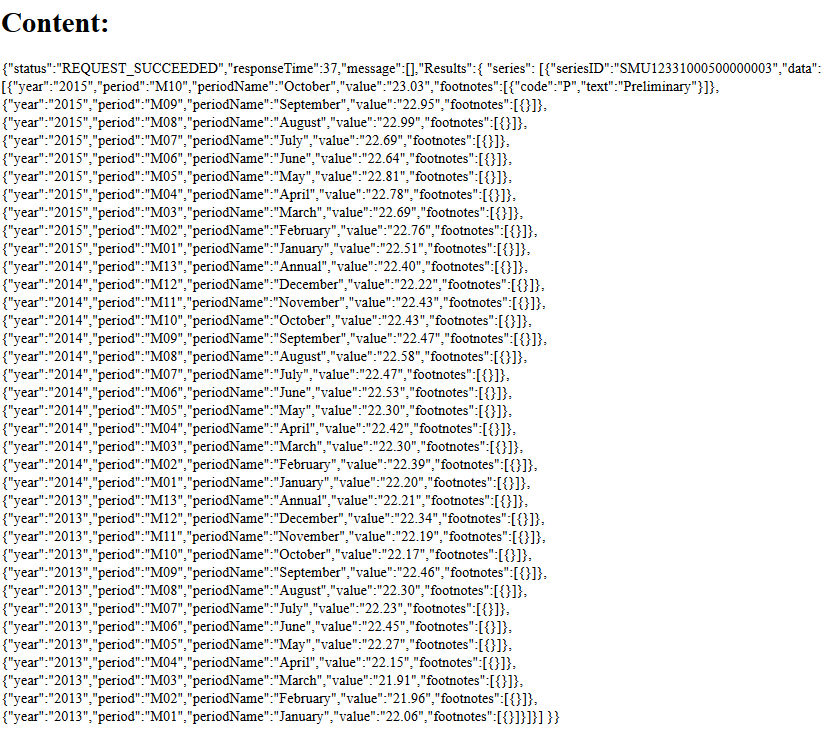 Content:
{"status":"REQUEST_SUCCEEDED","responseTime":37,"message":[],"Results":{ "series": [{"seriesID":"SMU12331000500000003","data":
[{"year":"2015","period":"M10","periodName":"October","value":"23.03","footnotes":[{"code":"P","text":"Preliminary"}]},
{"year":"2015","period":"M09","periodName":"September","value":"22.95","footnotes":[{}]},
{"year":"2015","period":"M08","periodName":"August","value":"22.99","footnotes":[{}]},
{"year":"2015","period":"M07","periodName":"July","value":"22.69","footnotes":[{}]},
{"year":"2015","period":"M06","periodName":"June","value":"22.64","footnotes":[{}]},
{"year":"2015","period":"M05","periodName":"May","value":"22.81","footnotes":[{}]},
{"year":"2015","period":"M04","periodName":"April","value":"22.78","footnotes":[{}]},
{"year":"2015","period":"M03","periodName":"March","value":"22.69","footnotes":[{}]},
{"year":"2015","period":"M02","periodName":"February","value":"22.76","footnotes":[{}]},
{"year":"2015","period":"M01","periodName":"January","value":"22.51","footnotes":[{}]},
{"year":"2014","period":"M13","periodName":"Annual","value":"22.40","footnotes":[{}]},
{"year":"2014","period":"M12","periodName":"December","value":"22.22","footnotes":[{}]},
{"year":"2014","period":"M11","periodName":"November","value":"22.43","footnotes":[{}]},
{"year":"2014","period":"M10","periodName":"October","value":"22.43","footnotes":[{}]},
{"year":"2014","period":"M09","periodName":"September","value":"22.47","footnotes":[{}]},
{"year":"2014","period":"M08","periodName":"August","value":"22.58","footnotes":[{}]},
{"year":"2014","period":"M07","periodName":"July","value":"22.47","footnotes":[{}]},
{"year":"2014","period":"M06","periodName":"June","value":"22.53","footnotes":[{}]},
{"year":"2014","period":"M05","periodName":"May","value":"22.30","footnotes":[{}]},
{"year":"2014","period":"M04","periodName":"April","value":"22.42","footnotes":[{}]},
{"year":"2014","period":"M03","periodName":"March","value":"22.30","footnotes":[{}]},
{"year":"2014","period":"M02","periodName":"February","value":"22.39","footnotes":[{}]},
{"year":"2014","period":"M01","periodName":"January","value":"22.20","footnotes":[{}]},
{"year":"2013","period":"M13","periodName":"Annual","value":"22.21","footnotes":[{}]},
{"year":"2013","period":"M12","periodName":"December","value":"22.34","footnotes":[{}]},
{"year":"2013","period":"M11","periodName":"November","value":"22.19","footnotes":[{}]},
{"year":"2013","period":"M10","periodName":"October","value":"22.17","footnotes":[{}]},
{"year":"2013","period":"M09","periodName":"September","value":"22.46","footnotes":[{}]},
{"year":"2013","period":"M08","periodName":"August","value":"22.30","footnotes":[{}]},
{"year":"2013","period":"M07","periodName":"July","value":"22.23","footnotes":[{}]},
{"year":"2013","period":"M06","periodName":"June","value":"22.45","footnotes":[{}]},
{"year":"2013","period":"M05","periodName":"May","value":"22.27","footnotes":[{}]},
{"year":"2013","period":"M04","periodName":"April","value":"22.15","footnotes":[{}]},
{"year":"2013","period":"M03","periodName":"March","value":"21.91","footnotes":[{}]},
{"year":"2013","period":"M02","periodName":"February","value":"21.96","footnotes":[{}]},
{"year":"2013","period":"M01","periodName":"January","value":"22.06","footnotes":[{}]}]}] }}